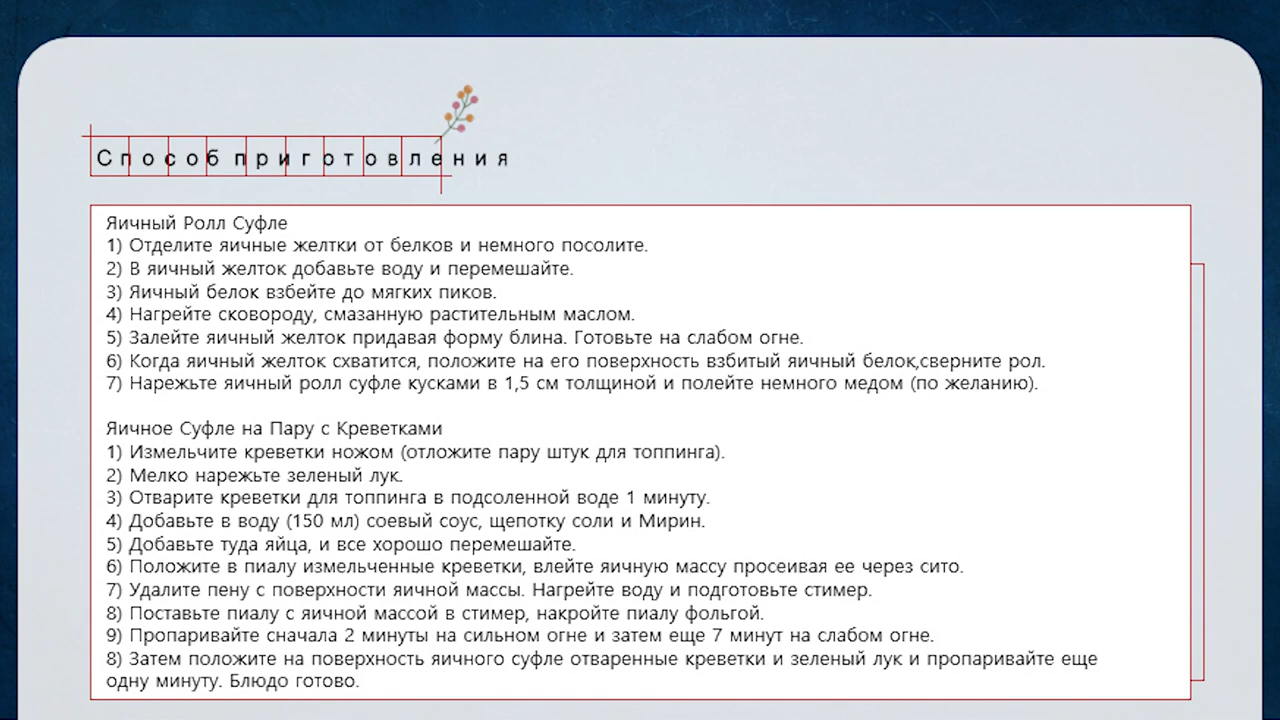 Способ приготовления
Яичный Ролл Суфле
1) Отделите яичные желтки от белков и немного посолите.
2) В яичный желток добавьте воду и перемешайте.
3) Яичный белок взбейте до мягких пиков.
4) Нагрейте сковороду, смазанную растительным маслом.
5) Залейте яичный желток придавая форму блина. Готовьте на слабом огне.
6) Когда яичный желток схватится, положите на его поверхность взбитый яичный белок,сверните рол.
7) Нарежьте яичный ролл суфле кусками в 1,5 см толщиной и полейте немного медом (по желанию).
Яичное Суфле на Пару с Креветками
1) Измельчите креветки ножом (отложите пару штук для топпинга).
2) Мелко нарежьте зеленый лук.
3) Отварите креветки для топпинга в подсоленной воде 1 минуту.
4) Добавьте в воду (150 мл) соевый соус, щепотку соли и Мирин.
5) Добавьте туда яйца, и все хорошо перемешайте.
6) Положите в пиалу измельченные креветки, влейте яичную массу просеивая ее через сито.
7) Удалите пену с поверхности яичной массы. Нагрейте воду и подготовьте стимер.
8) Поставьте пиалу с яичной массой в стимер, накройте пиалу фольгой.
9) Пропаривайте сначала 2 минуты на сильном огне и затем еще 7 минут на слабом огне.
8) Затем положите на поверхность яичного суфле отваренные креветки и зеленый лук и пропаривайте еще
одну минуту. Блюдо готово.